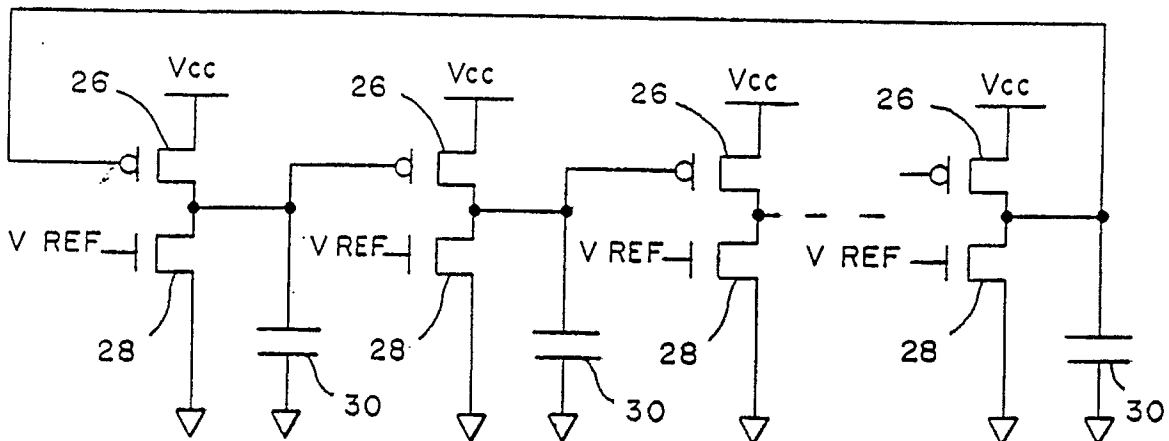 26 Vcc 26 Vcc 26 Vcc 26 Vcc
V REF V REF V REF V REF
28 30 28 30 28 28 30